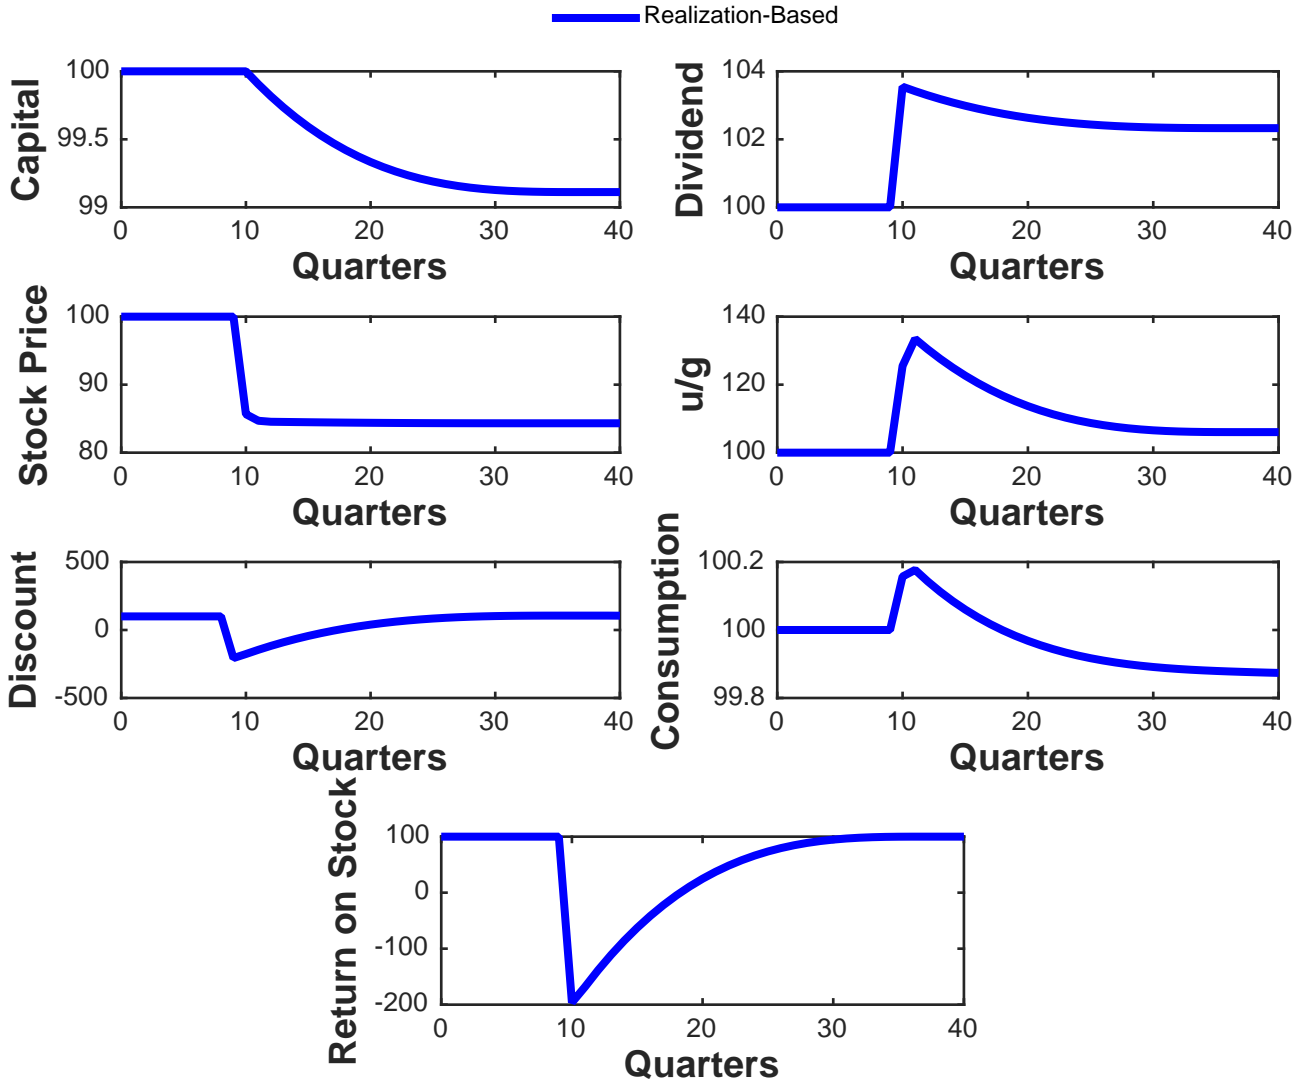 Realization-Based
Capital
100
99.5
99
0 10 20 30 40
Quarters
Dividend
104
102
100
0 10 20 30 40
Quarters
Stock Price
100
90
80
0 10 20 30 40
Quarters
u/g
140
120
100
0 10 20 30 40
Quarters
Discount
500
0
-500
0 10 20 30 40
Quarters
Consumption
100.2
100
99.8
0 10 20 30 40
Quarters
Return on Stock
100
0
-100
-200
0 10 20 30 40
Quarters